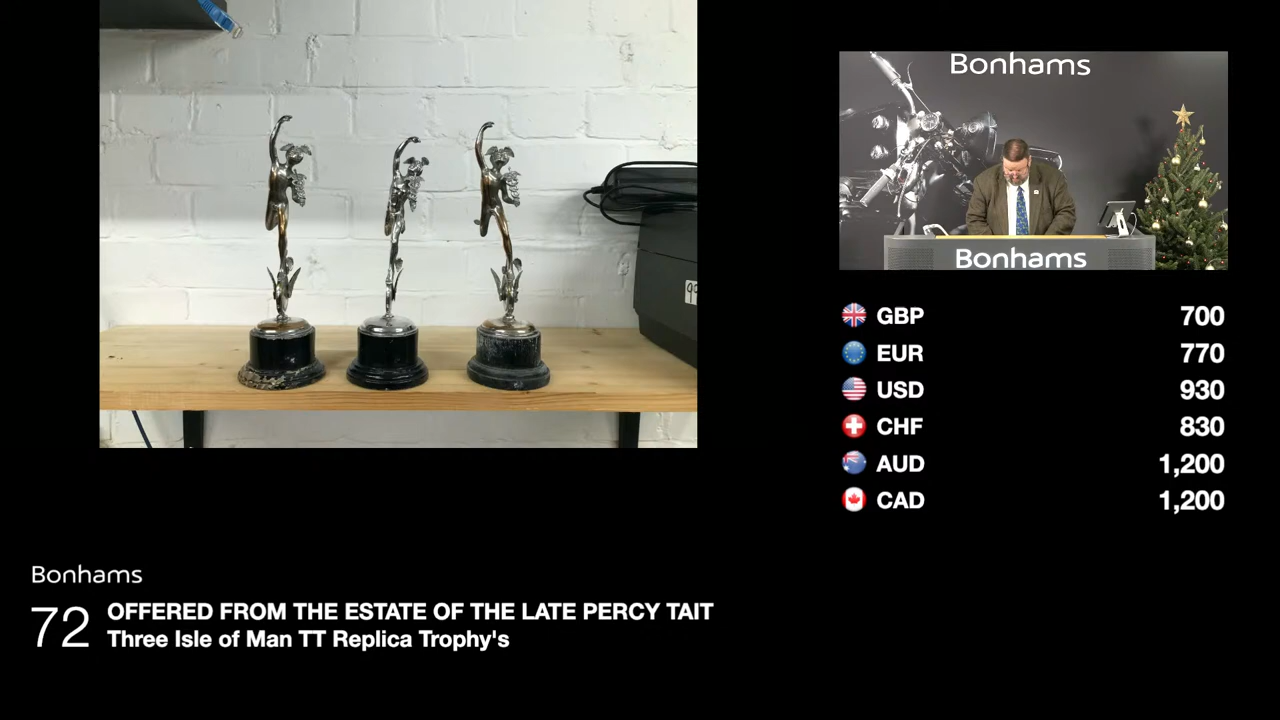 Bonhams
Bonhams
GBP 700
EUR 770
USD 930
CHF 830
AUD 1,200
CAD 1,200
Bonhams
72
OFFERED FROM THE ESTATE OF THE LATE PERCY TAIT
Three Isle of Man TT Replica Trophy's